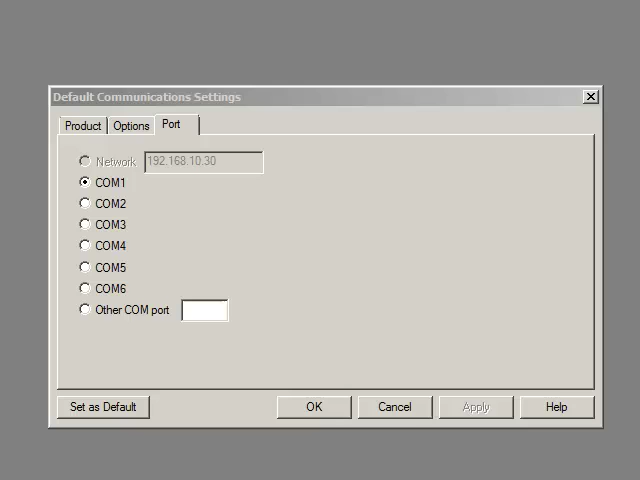 Default Communications Settings
Product Options Port
Network 192.168.10.30
COM1
COM2
COM3
COM4
COM5
COM6
Other COM port
Set as Default OK Cancel Apply Help